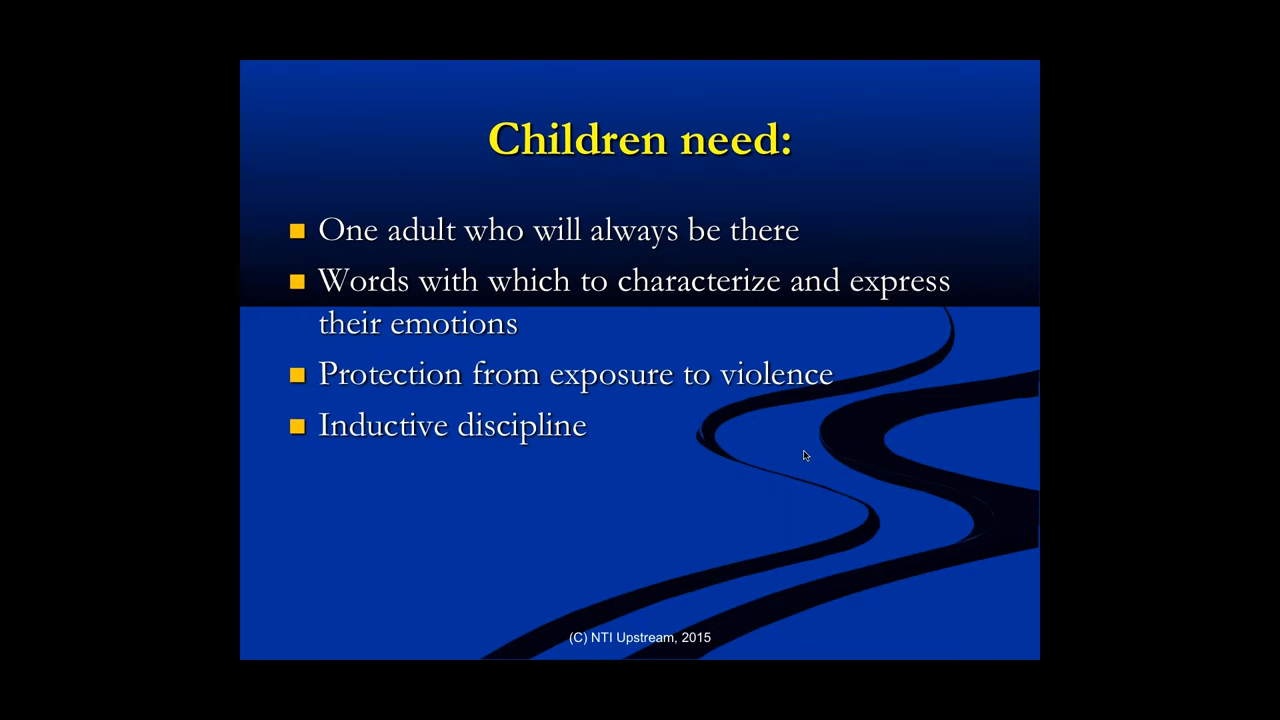 Children need:
One adult who will always be there
Words with which to characterize and express
their emotions
Protection from exposure to violence
Inductive discipline
(C) NTI Upstream, 2015